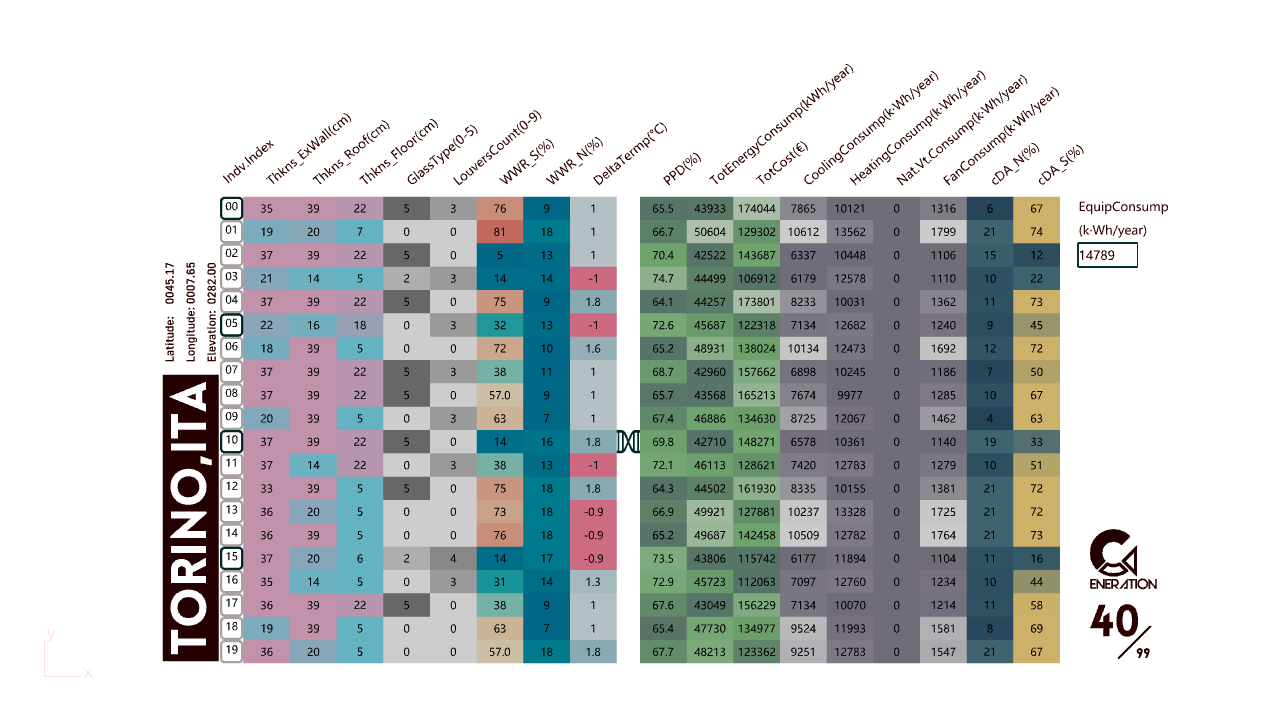 Indv.Index Thkns_ExWall(cm) Thkns_Roof(cm) Thkns_Floor(cm) GlassType(0-5) LouversCount(0-9) WWR_S(%) WWR_N(%) DeltaTermp(°C) PPD(%) TotEnergyConsump(kWh/year) TotCost(€) CoolingConsump(k·Wh/year) HeatingConsump(k·Wh/year) Nat.Vt.Consump(k·Wh/year) FanConsump(k·Wh/year) cDA_N(%) cDA_S(%)
00 35 39 22 5 3 76 9 1 65.5 43933 174044 7865 10121 0 1316 6 67
01 19 20 7 0 0 81 18 1 66.7 50604 129302 10612 13562 0 1799 21 74
02 37 39 22 5 0 5 13 1 70.4 42522 143687 6337 10448 0 1106 15 12
03 21 14 5 2 3 14 14 -1 74.7 44499 106912 6179 12578 0 1110 10 22
04 37 39 22 5 0 75 9 1.8 64.1 44257 173801 8233 10031 0 1362 11 73
05 22 16 18 0 3 32 13 -1 72.6 45687 122318 7134 12682 0 1240 9 45
06 18 39 5 0 0 72 10 1.6 65.2 48931 138024 10134 12473 0 1692 12 72
07 37 39 22 5 3 38 11 1 68.7 42960 157662 6898 10245 0 1186 7 50
08 37 39 22 5 0 57.0 9 1 65.7 43568 165213 7674 9977 0 1285 10 67
09 20 39 5 0 3 63 7 1 67.4 46886 134630 8725 12067 0 1462 4 63
10 37 39 22 5 0 14 16 1.8 69.8 42710 148271 6578 10361 0 1140 19 33
11 37 14 22 0 3 38 13 -1 72.1 46113 128621 7420 12783 0 1279 10 51
12 33 39 5 5 0 75 18 1.8 64.3 44502 161930 8335 10155 0 1381 21 72
13 36 20 5 0 0 73 18 -0.9 66.9 49921 127881 10237 13328 0 1725 21 72
14 36 39 5 0 0 76 18 -0.9 65.2 49687 142458 10509 12782 0 1764 21 73
15 37 20 6 2 4 14 17 -0.9 73.5 43806 115742 6177 11894 0 1104 11 16
16 35 14 5 0 3 31 14 1.3 72.9 45723 112063 7097 12760 0 1234 10 44
17 36 39 22 5 0 38 9 1 67.6 43049 156229 7134 10070 0 1214 11 58
18 19 39 5 0 0 63 7 1 65.4 47730 134977 9524 11993 0 1581 8 69
19 36 20 5 0 0 57.0 18 1.8 67.7 48213 123362 9251 12783 0 1547 21 67
EquipConsump
(k·Wh/year)
14789
Latitude: 0045.17
Longitude: 0007.65
Elevation: 0282.00
TORINO,ITA
GENERATION
40/99
y
x